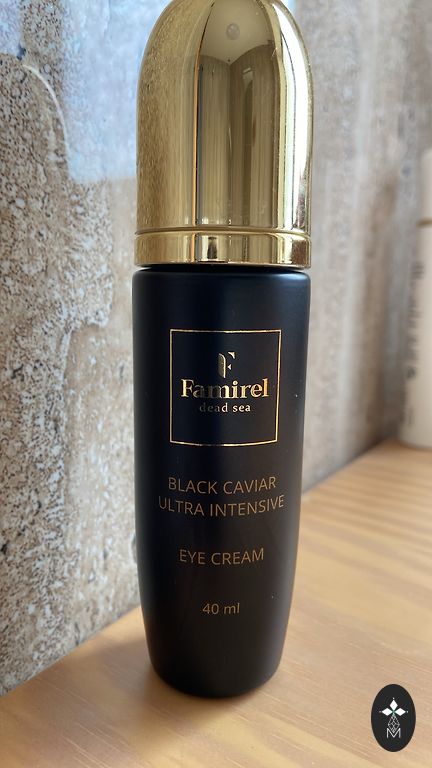 F
Famirel
dead sea
BLACK CAVIAR
ULTRA INTENSIVE
EYE CREAM
40 ml
M